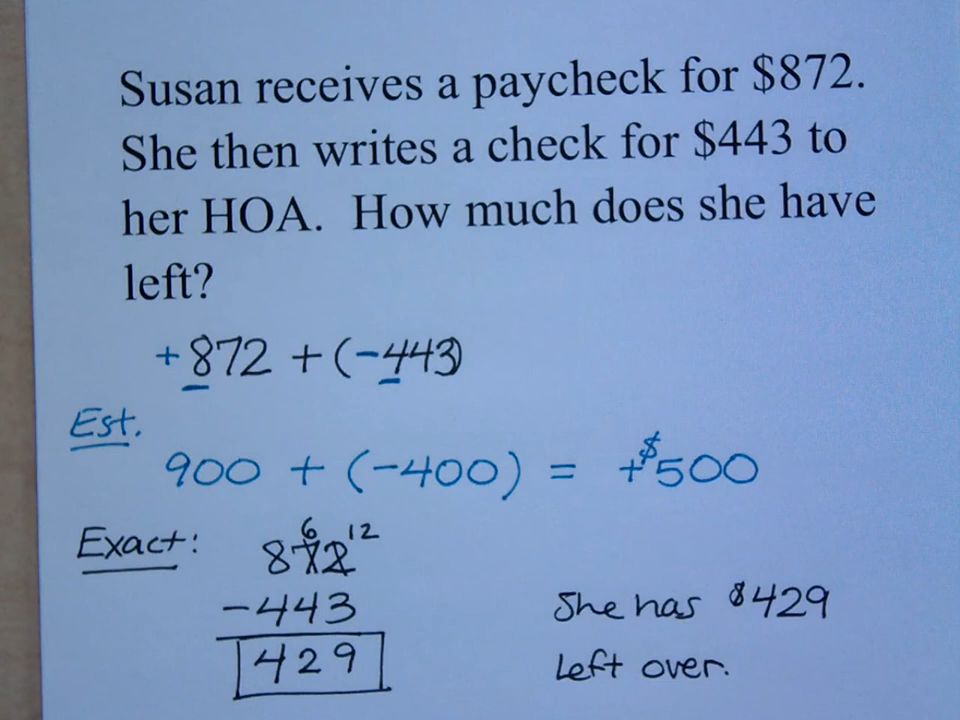 Susan receives a paycheck for $872.
She then writes a check for $443 to
her HOA. How much does she have
left?
+872 + (-443)
Est.
900 + (-400) = +$500
Exact:
6 12
872
-443
429
She has $429
left over.